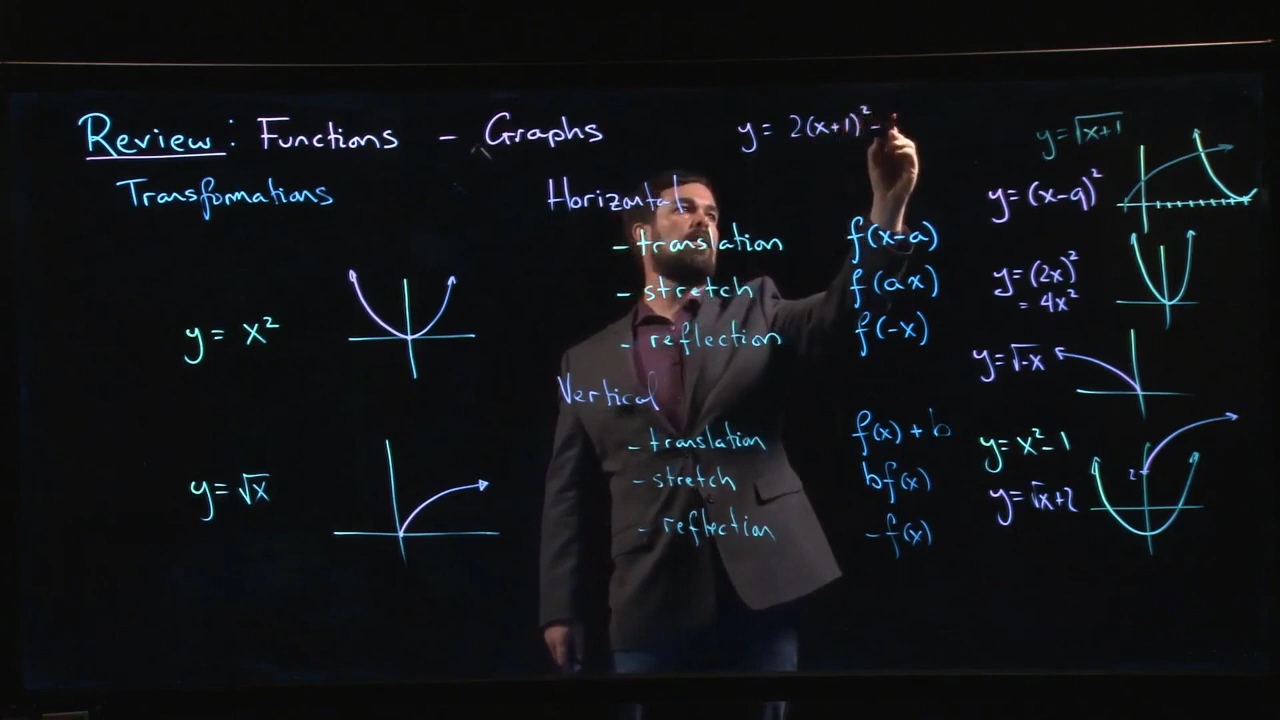 Review: Functions - Graphs
y = 2(x+1)² -
Transformations
y = x²
y = √x
Horizontal
- translation f(x-a)
- stretch f(ax)
- reflection f(-x)
Vertical
- translation f(x) + b
- stretch bf(x)
- reflection -f(x)
y = √x+1
y = (x-9)²
y = (2x)²
= 4x²
y = √-x
y = x²-1
y = √x+2
2